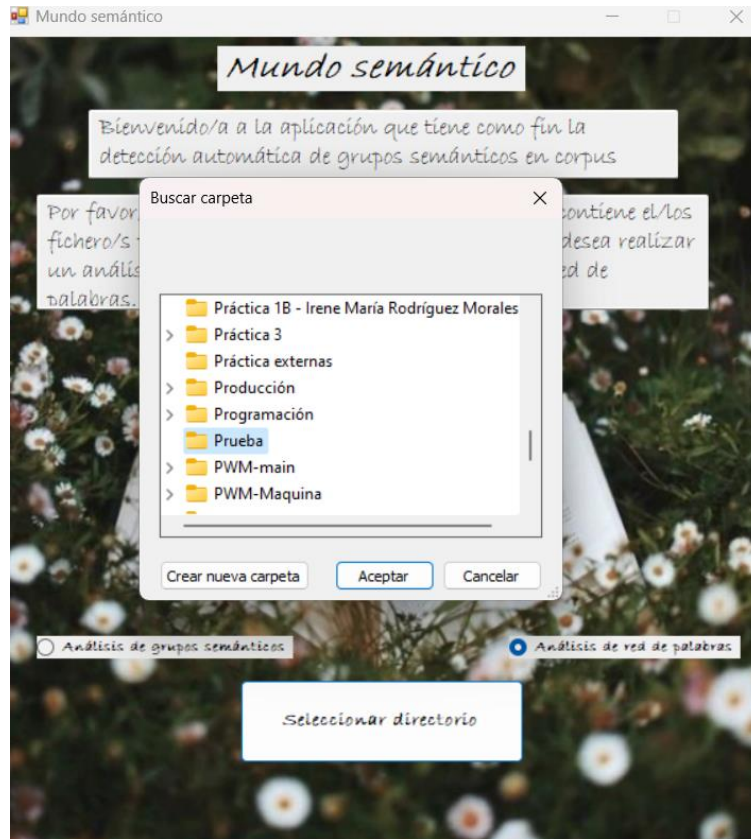 Mundo semántico
Mundo semántico
Bienvenido/a a la aplicación que tiene como fin la
detección automática de grupos semánticos en corpus
Por favor
contiene el/los
fichero/s
desea realizar
un
de
palabras.
Buscar carpeta
Práctica 1B - Irene María Rodríguez Morales
Práctica 3
Práctica externas
Producción
Programación
Prueba
PWM-main
PWM-Maquina
Crear nueva carpeta
Aceptar
Cancelar
Análisis de grupos semánticos
Análisis de red de palabras
Seleccionar directorio